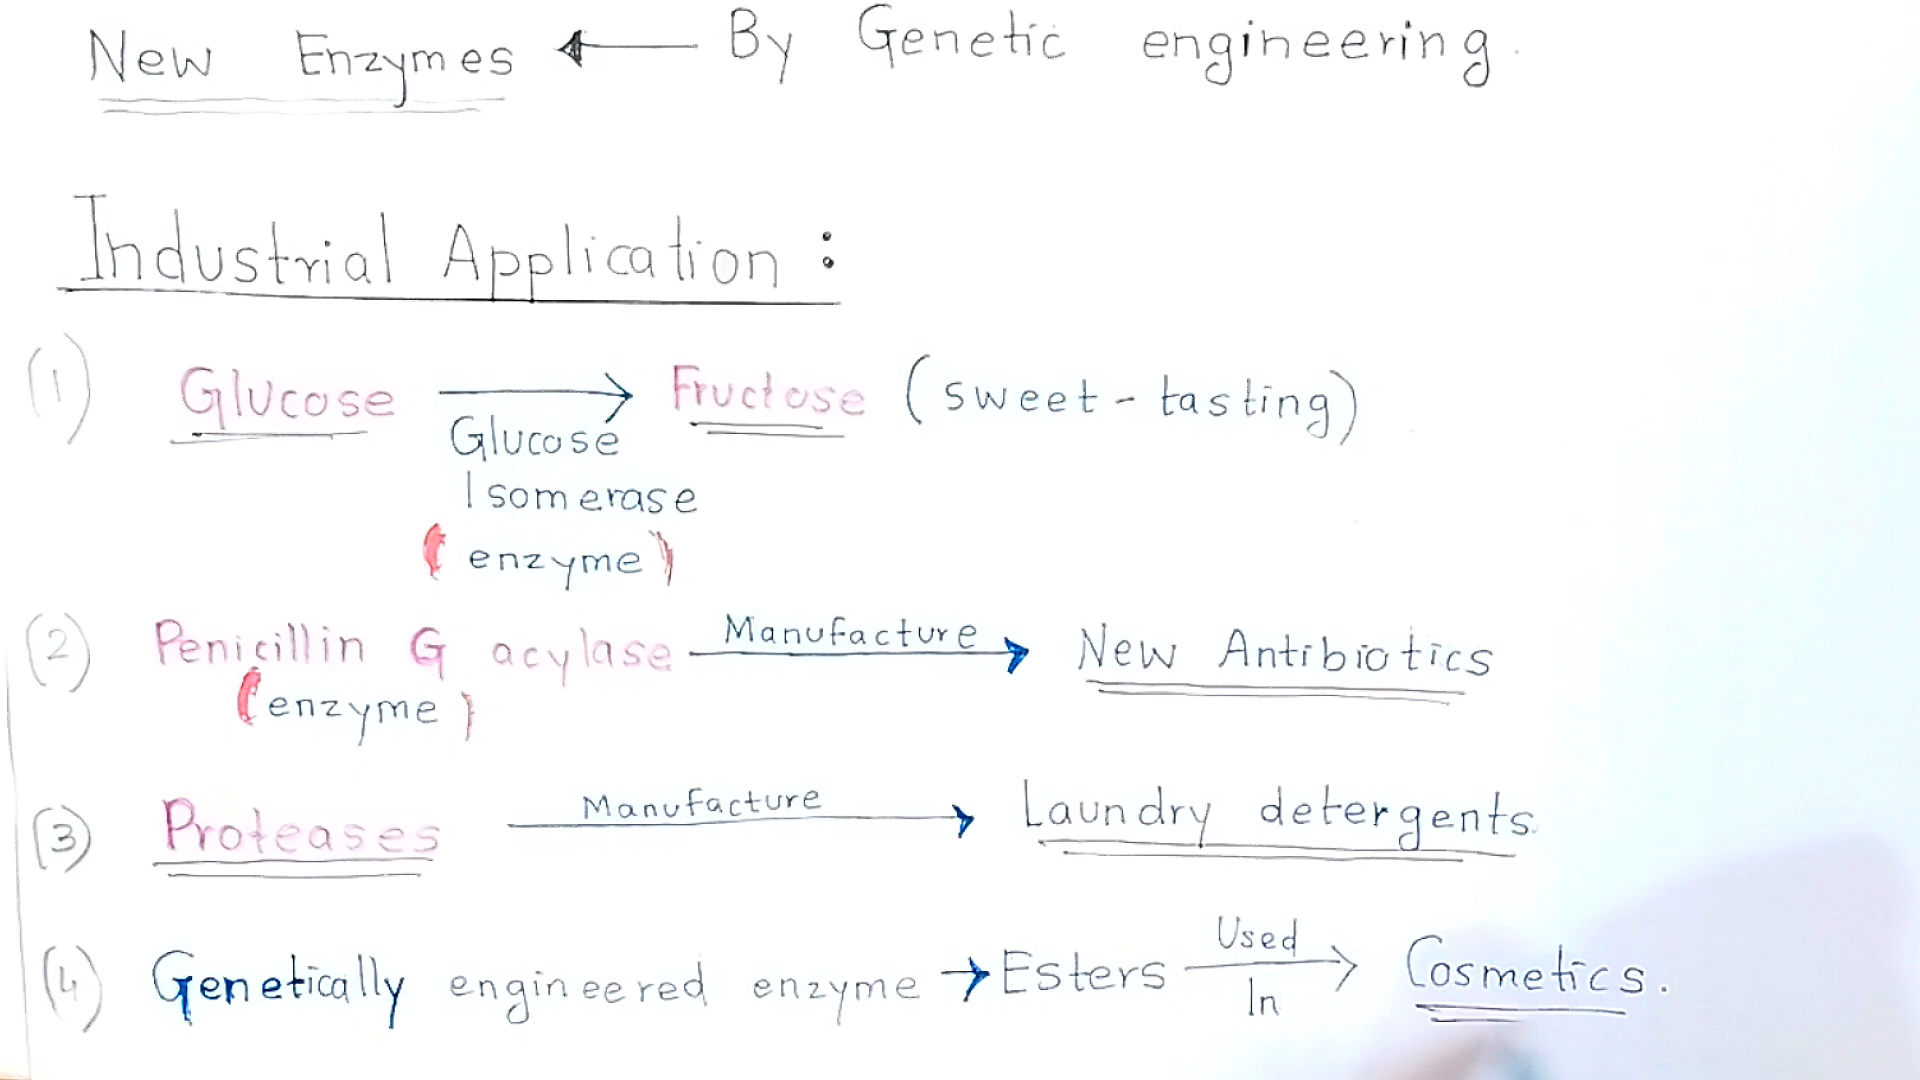 New Enzymes ← By Genetic engineering.
Industrial Application :
(1) Glucose → Fructose (sweet-tasting)
Glucose
Isomerase
(enzyme)
(2) Penicillin G acylase Manufacture → New Antibiotics
(enzyme)
(3) Proteases Manufacture → Laundry detergents.
(4) Genetically engineered enzyme → Esters Used In → Cosmetics.